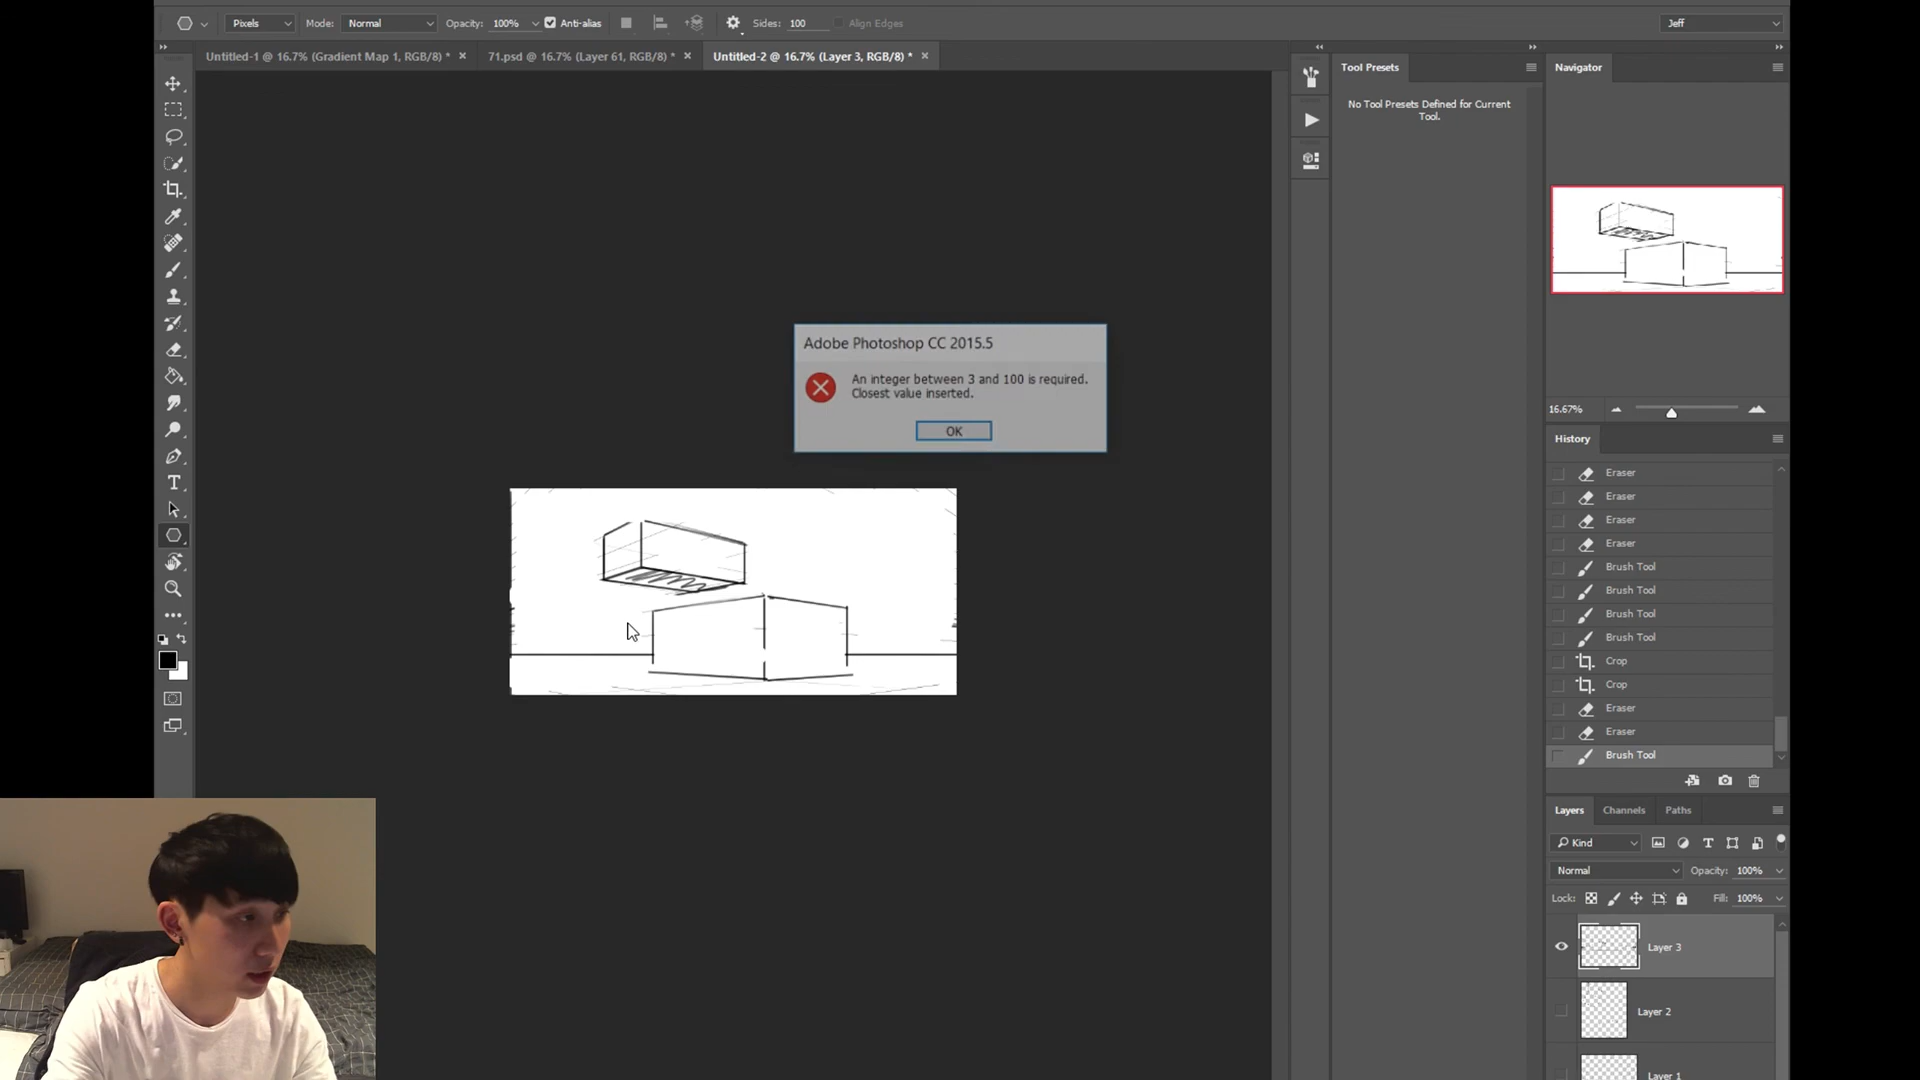 Pixels Mode: Normal Opacity: 100% Anti-alias Sides: 100 Align Edges Jeff
Untitled-1 @ 16.7% (Gradient Map 1, RGB/8) * 71.psd @ 16.7% (Layer 61, RGB/8) * Untitled-2 @ 16.7% (Layer 3, RGB/8) *
Tool Presets
No Tool Presets Defined for Current
Tool.
Navigator
Adobe Photoshop CC 2015.5
An integer between 3 and 100 is required.
Closest value inserted.
OK
16.67%
History
Eraser
Eraser
Eraser
Eraser
Brush Tool
Brush Tool
Brush Tool
Brush Tool
Crop
Crop
Eraser
Eraser
Brush Tool
Layers Channels Paths
Kind
Normal Opacity: 100%
Lock: Fill: 100%
Layer 3
Layer 2
Layer 1